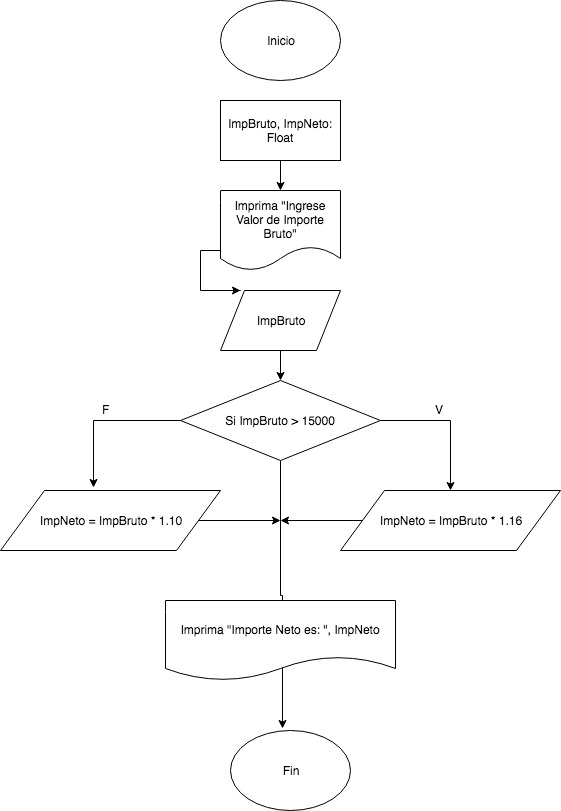 Inicio
ImpBruto, ImpNeto:
Float
Imprima "Ingrese
Valor de Importe
Bruto"
ImpBruto
F
V
Si ImpBruto > 15000
ImpNeto = ImpBruto * 1.10
ImpNeto = ImpBruto * 1.16
Imprima "Importe Neto es: ", ImpNeto
Fin